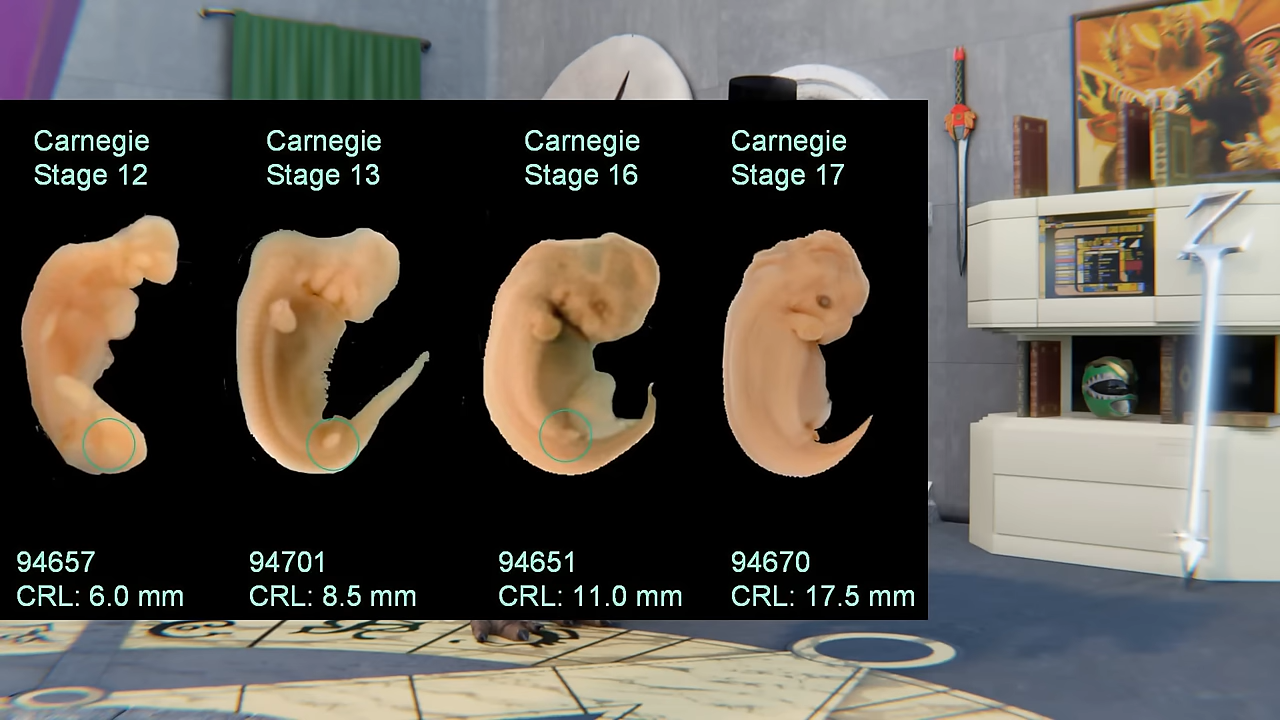 Carnegie
Stage 12
Carnegie
Stage 13
Carnegie
Stage 16
Carnegie
Stage 17
94657
CRL: 6.0 mm
94701
CRL: 8.5 mm
94651
CRL: 11.0 mm
94670
CRL: 17.5 mm